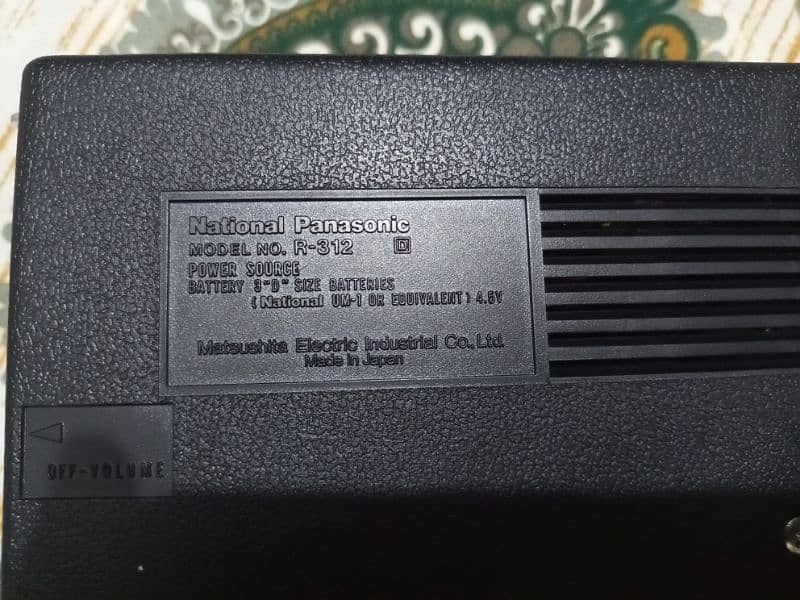 National Panasonic
MODEL NO. R-312 D
POWER SOURCE
BATTERY 3"D" SIZE BATTERIES
(National UM-1 OR EQUIVALENT) 4.5V
Matsushita Electric Industrial Co., Ltd.
Made in Japan
OFF-VOLUME